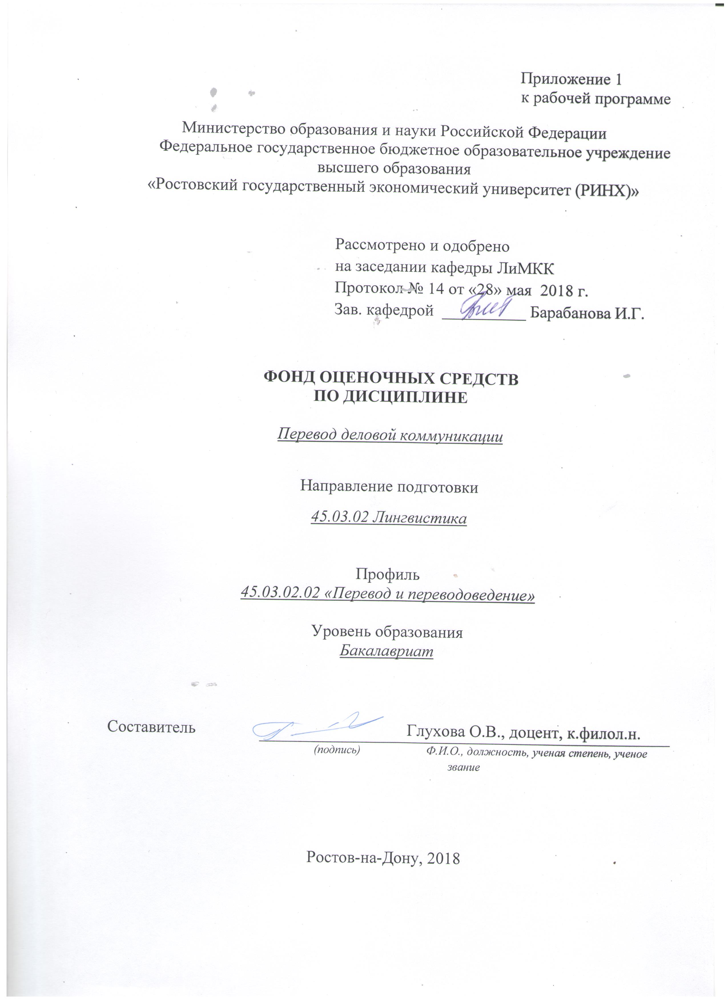 Приложение 1
к рабочей программе
Министерство образования и науки Российской Федерации
Федеральное государственное бюджетное образовательное учреждение
высшего образования
«Ростовский государственный экономический университет (РИНХ)»
Рассмотрено и одобрено
на заседании кафедры ЛиМКК
Протокол № 14 от «28» мая 2018 г.
Зав. кафедрой __________ Барабанова И.Г.
ФОНД ОЦЕНОЧНЫХ СРЕДСТВ
ПО ДИСЦИПЛИНЕ
Перевод деловой коммуникации
Направление подготовки
45.03.02 Лингвистика
Профиль
45.03.02.02 «Перевод и переводоведение»
Уровень образования
Бакалавриат
Составитель Глухова О.В., доцент, к.филол.н.
(подпись) Ф.И.О., должность, ученая степень, ученое
звание
Ростов-на-Дону, 2018